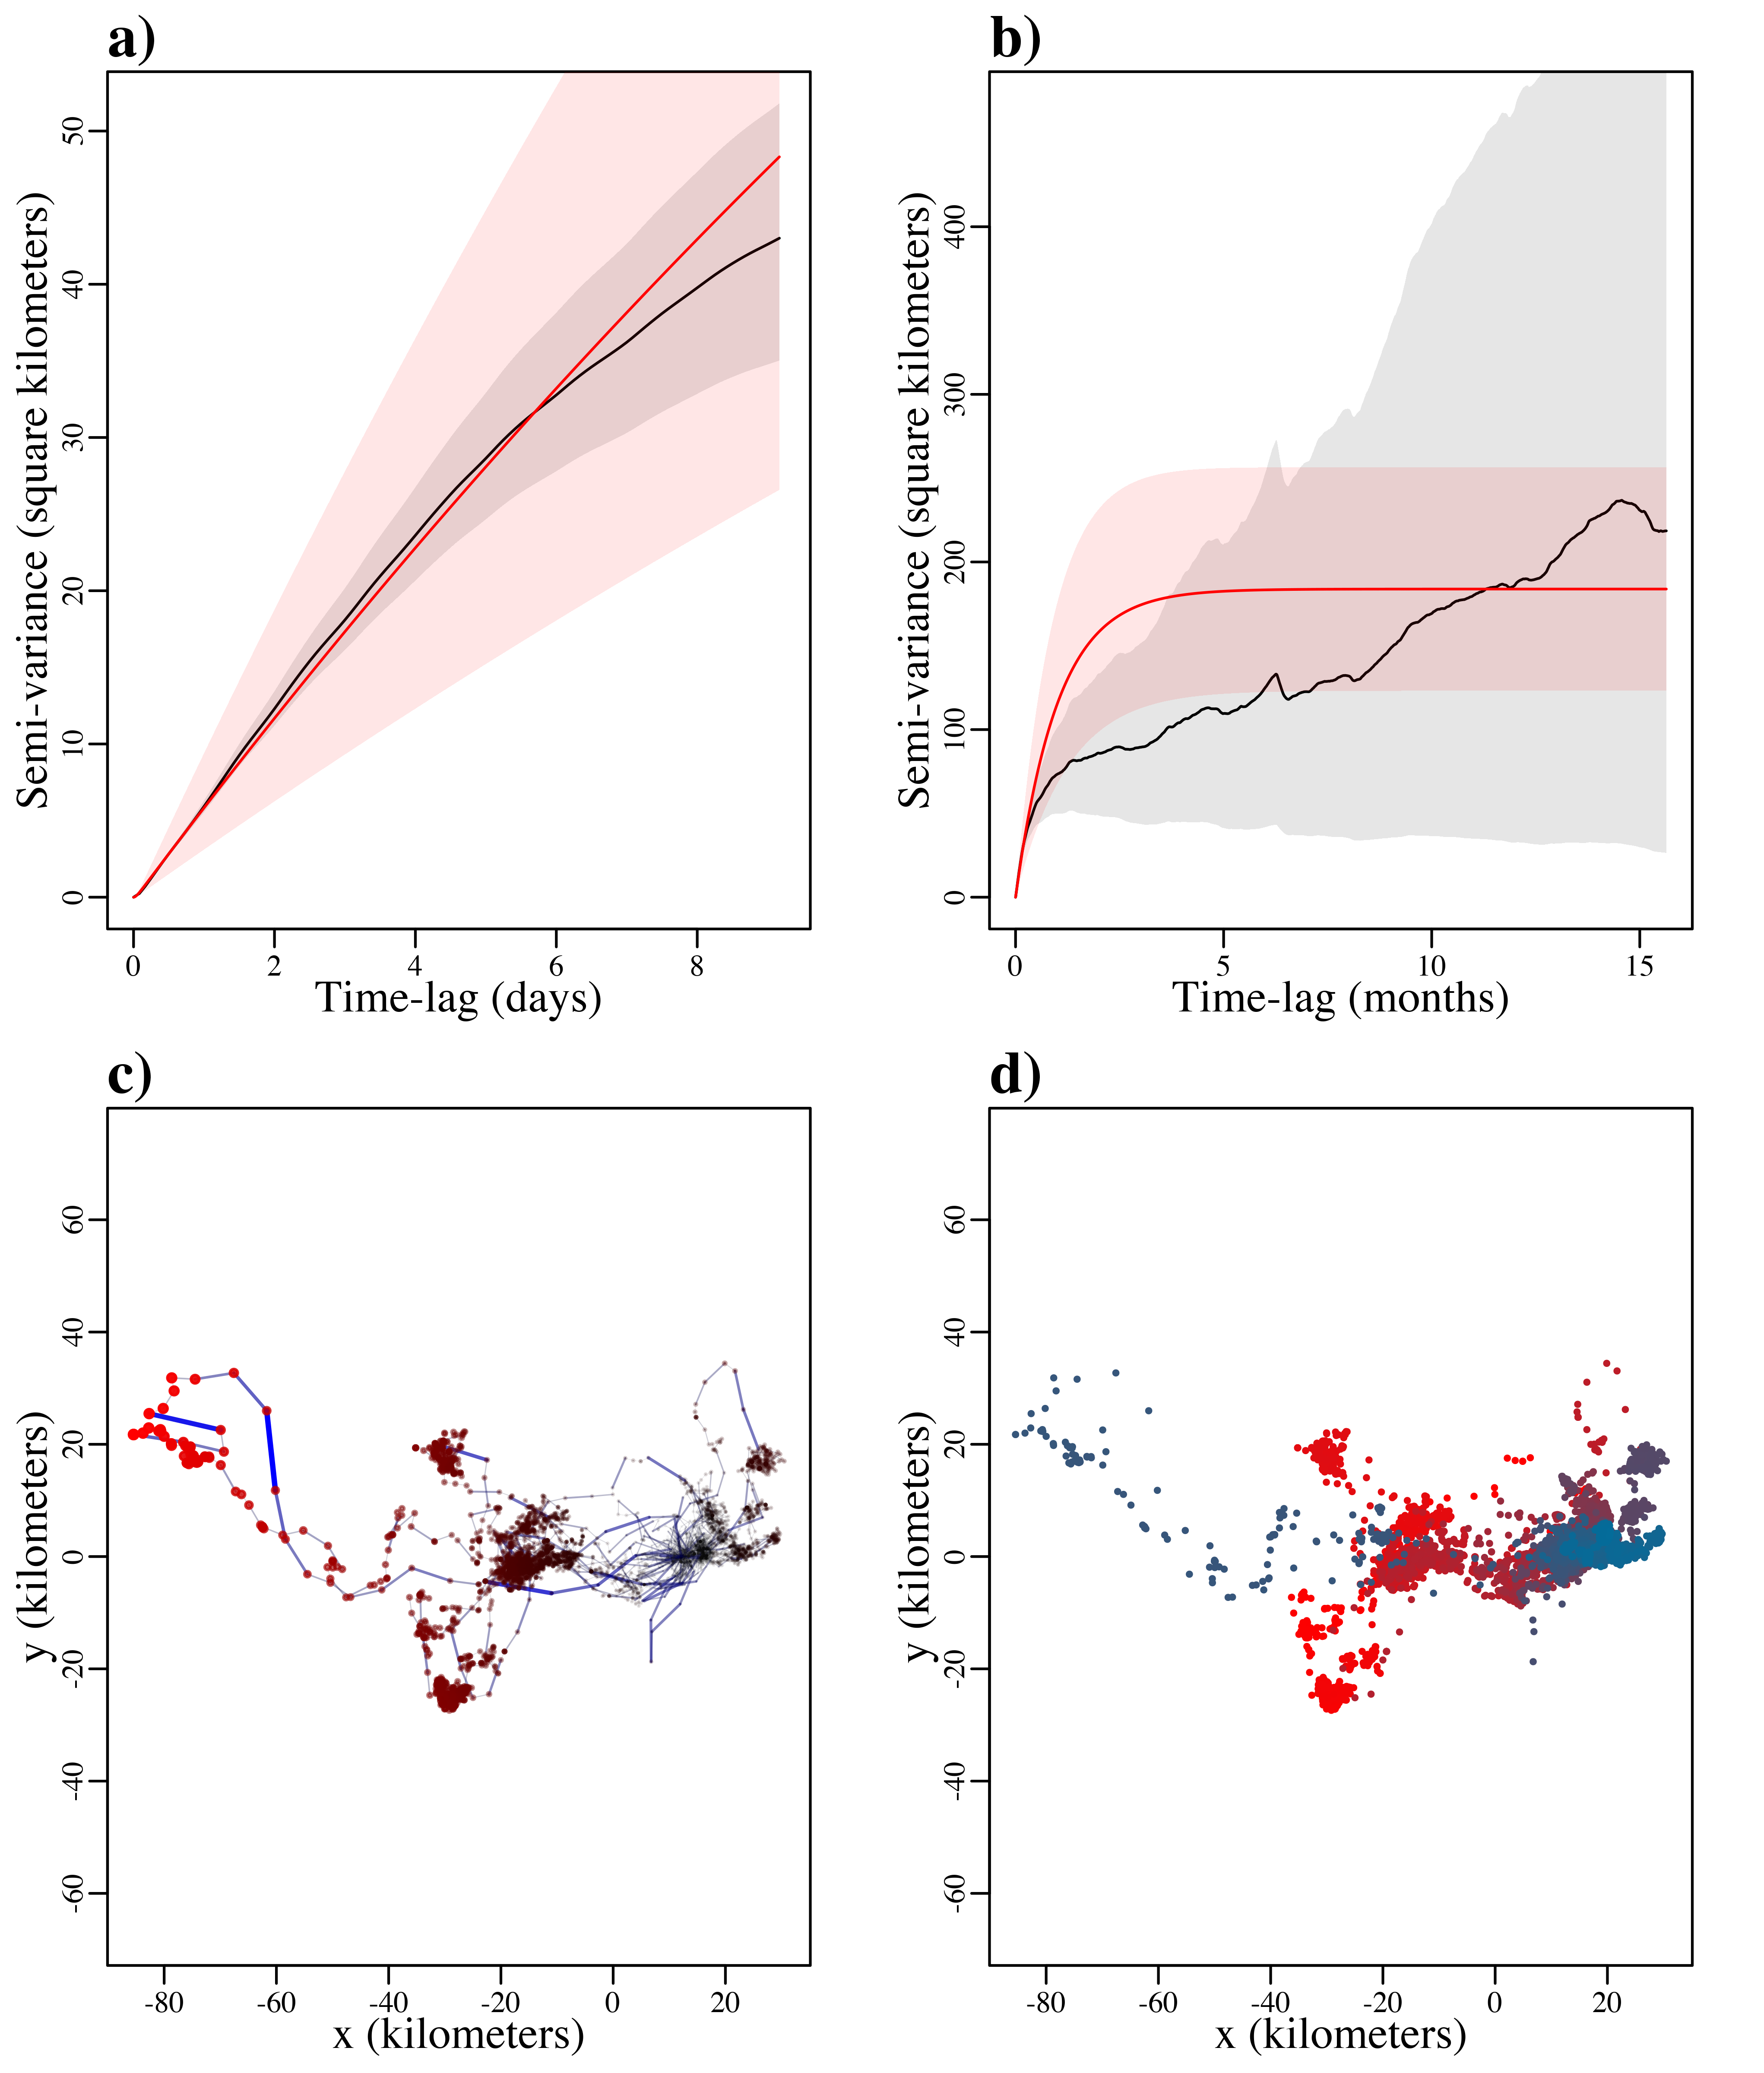 a)
Semi-variance (square kilometers)
50
40
30
20
10
0
0 2 4 6 8
Time-lag (days)
b)
Semi-variance (square kilometers)
400
300
200
100
0
0 5 10 15
Time-lag (months)
c)
y (kilometers)
60
40
20
0
-20
-40
-60
-80 -60 -40 -20 0 20
x (kilometers)
d)
y (kilometers)
60
40
20
0
-20
-40
-60
-80 -60 -40 -20 0 20
x (kilometers)